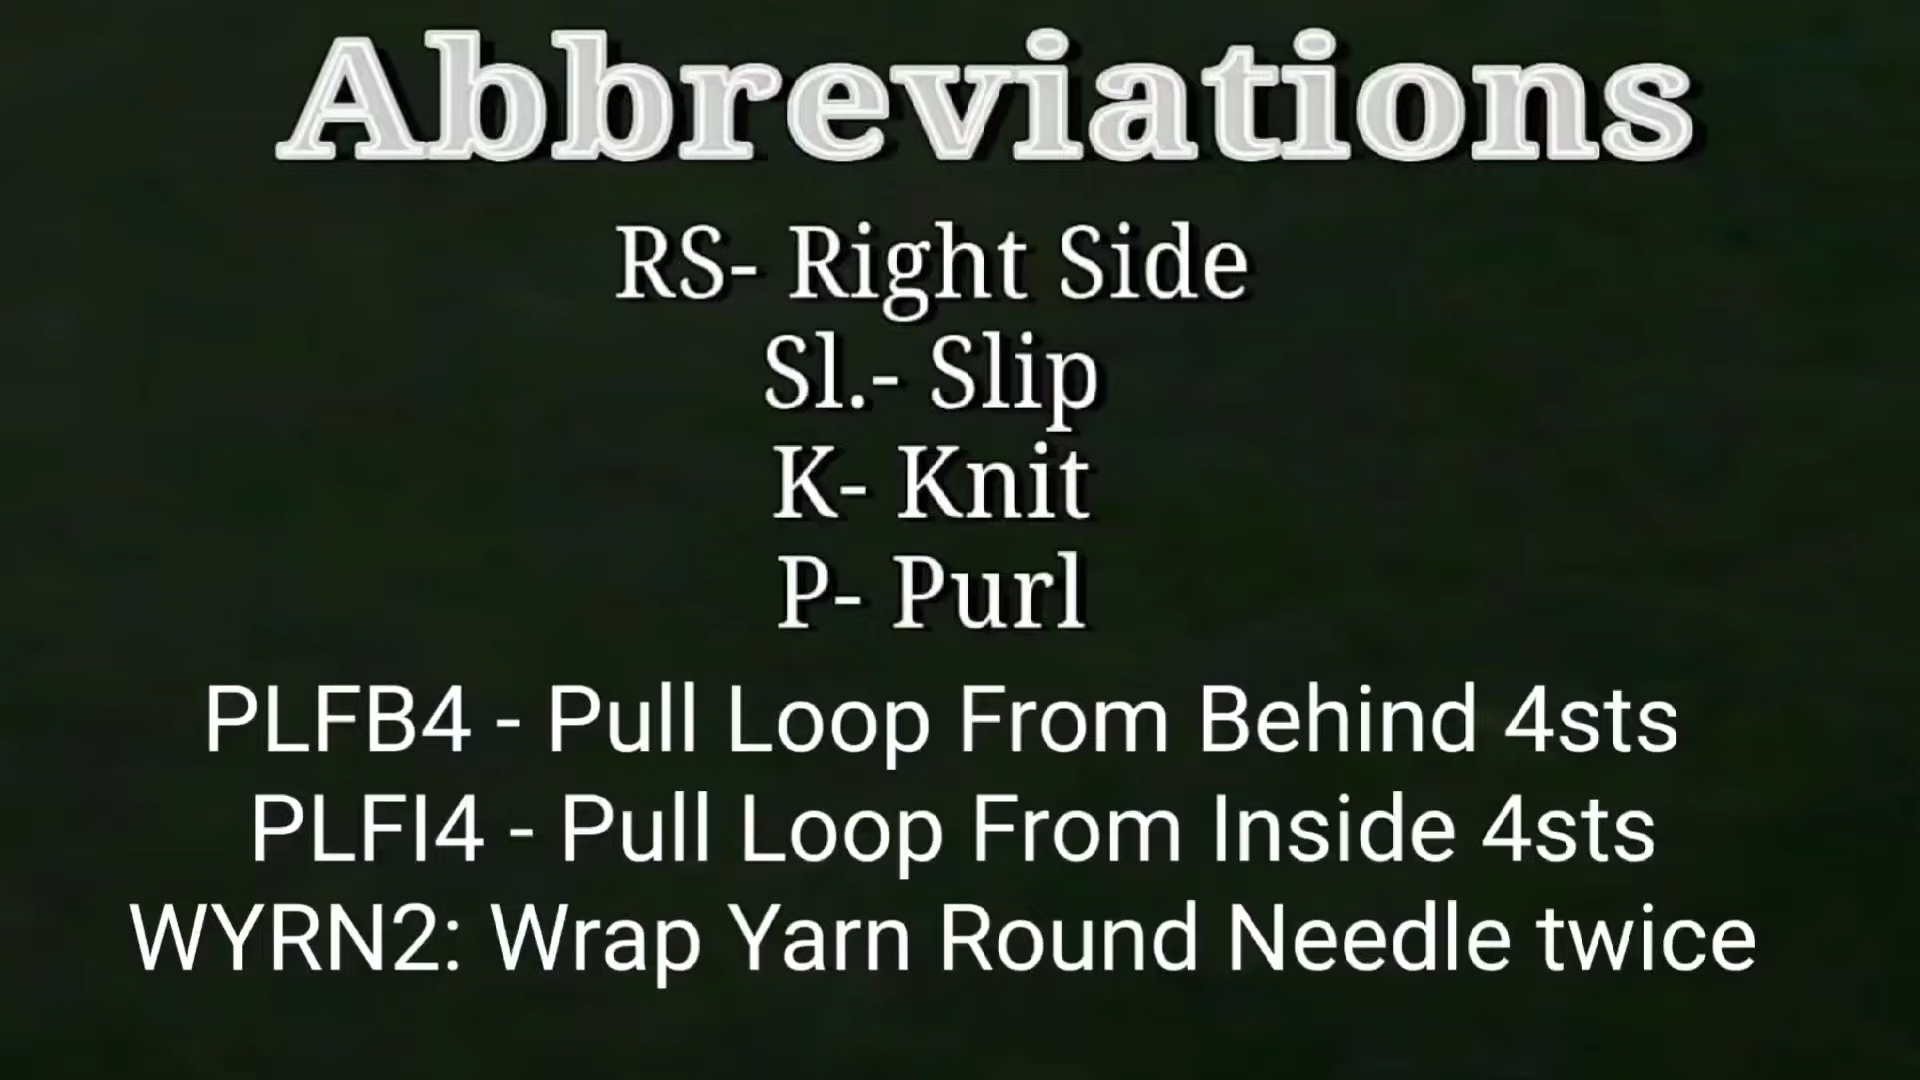 Abbreviations
RS- Right Side
Sl.- Slip
K- Knit
P- Purl
PLFB4 - Pull Loop From Behind 4sts
PLFI4 - Pull Loop From Inside 4sts
WYRN2: Wrap Yarn Round Needle twice